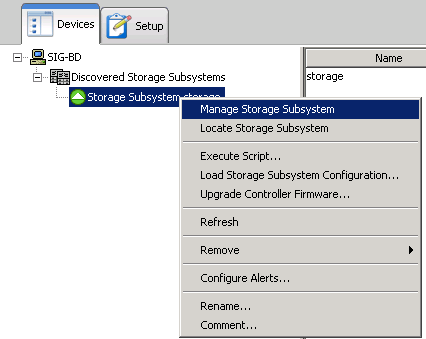 Devices
Setup
SIG-BD
Discovered Storage Subsystems
Storage Subsystem storage
Name
storage
Manage Storage Subsystem
Locate Storage Subsystem
Execute Script...
Load Storage Subsystem Configuration...
Upgrade Controller Firmware...
Refresh
Remove
Configure Alerts...
Rename...
Comment...